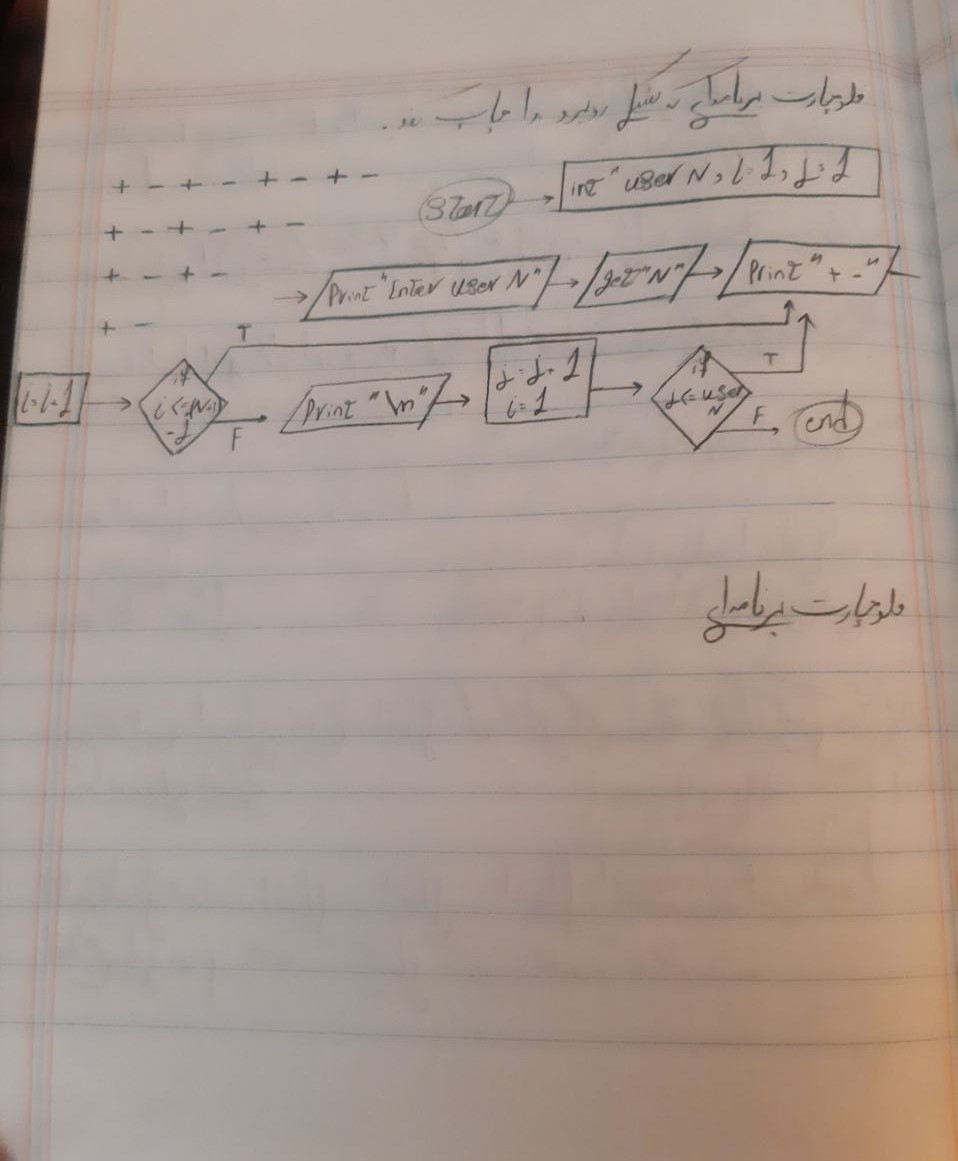 فلوچارت برنامه‌ای که شکل روبرو را چاپ کند.
+ - + - + - + -
Start
int "user N, i=1, j=1
+ - + - + -
+ - + -
Print "Enter user N"
get "N"
Print "+ -"
+ -
T
i=i+1
if i<=(N+1)-j
F
Print "\n"
j=j+1
i=1
if j<=user N
T
F
end
فلوچارت برنامه‌ای